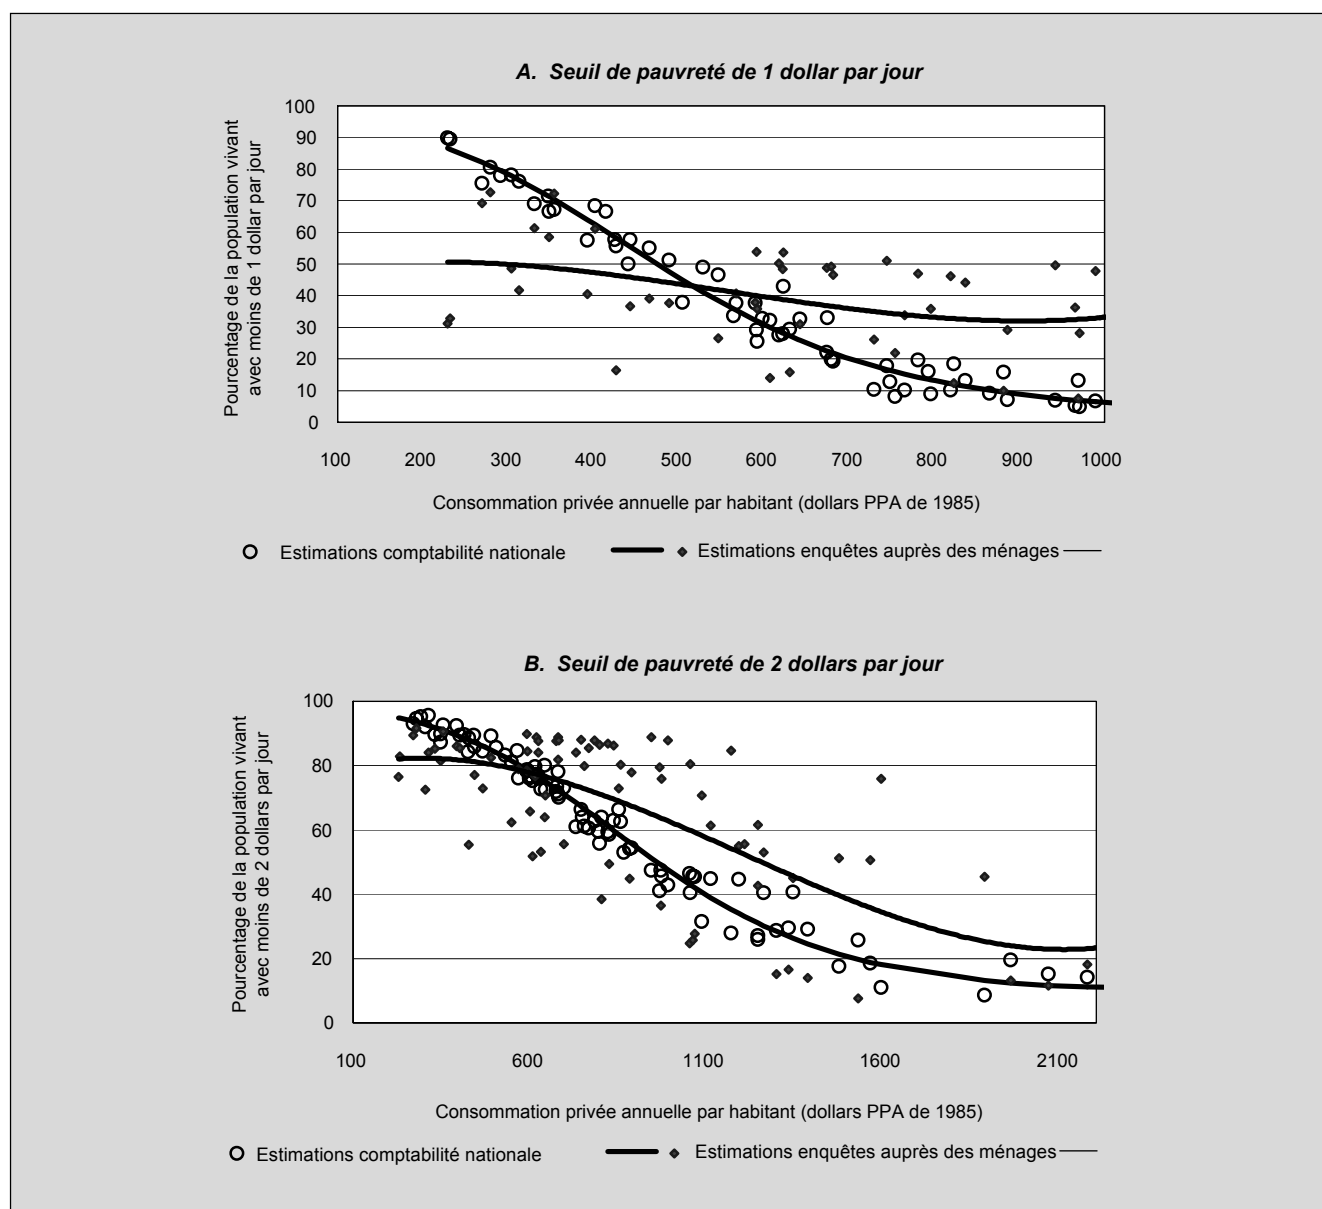 A. Seuil de pauvreté de 1 dollar par jour
Pourcentage de la population vivant
avec moins de 1 dollar par jour
100
90
80
70
60
50
40
30
20
10
0
100 200 300 400 500 600 700 800 900 1000
Consommation privée annuelle par habitant (dollars PPA de 1985)
Estimations comptabilité nationale Estimations enquêtes auprès des ménages
B. Seuil de pauvreté de 2 dollars par jour
Pourcentage de la population vivant
avec moins de 2 dollars par jour
100
80
60
40
20
0
100 600 1100 1600 2100
Consommation privée annuelle par habitant (dollars PPA de 1985)
Estimations comptabilité nationale Estimations enquêtes auprès des ménages